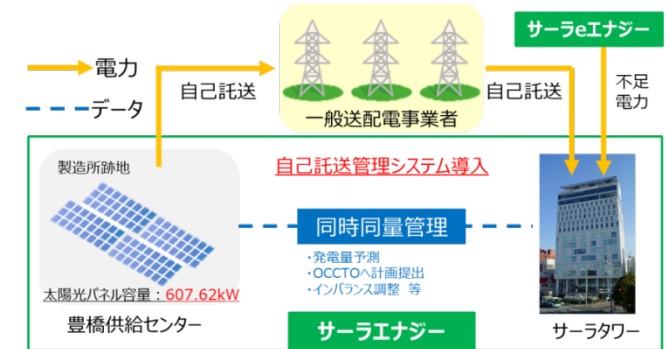 サーラeエナジー
電力
データ
自己託送
一般送配電事業者
自己託送
不足
電力
製造所跡地
自己託送管理システム導入
同時同量管理
・発電量予測
・OCCTOへ計画提出
・インバランス調整 等
太陽光パネル容量:607.62kW
豊橋供給センター
サーラエナジー
サーラタワー